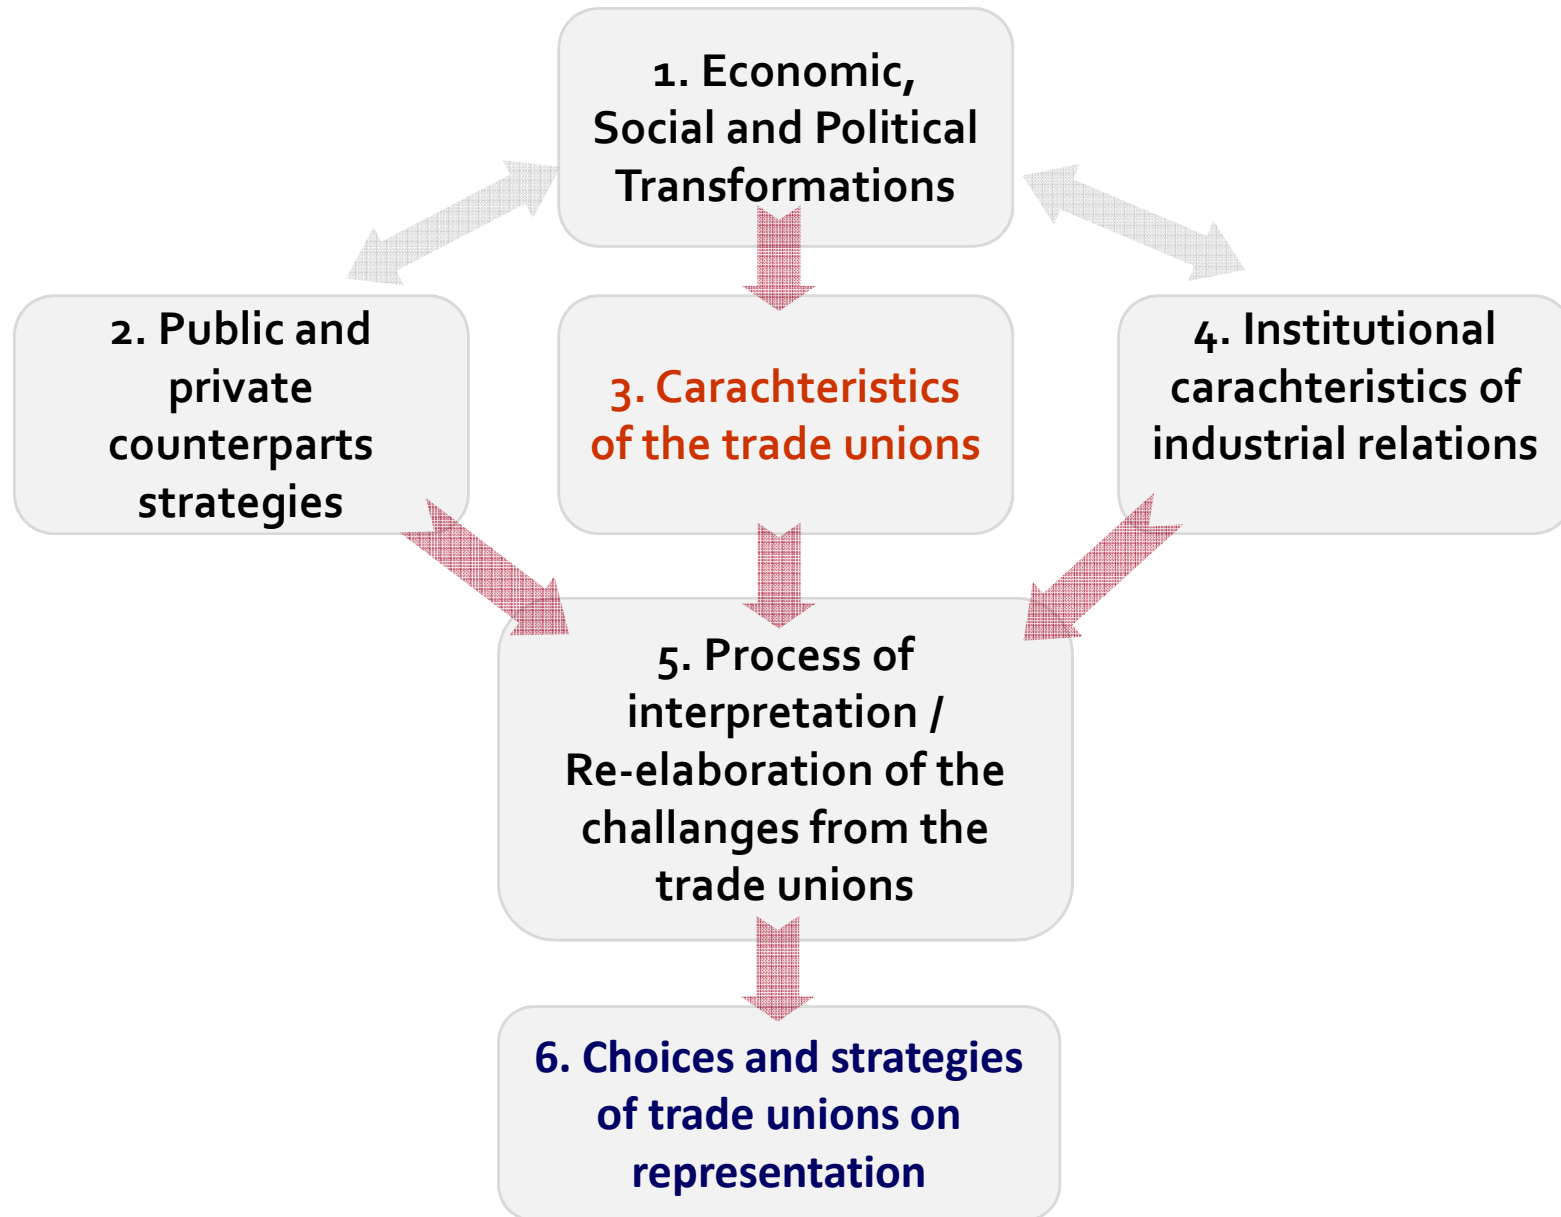 1. Economic,
Social and Political
Transformations
2. Public and
private
counterparts
strategies
3. Carachteristics
of the trade unions
4. Institutional
carachteristics of
industrial relations
5. Process of
interpretation /
Re-elaboration of the
challanges from the
trade unions
6. Choices and strategies
of trade unions on
representation